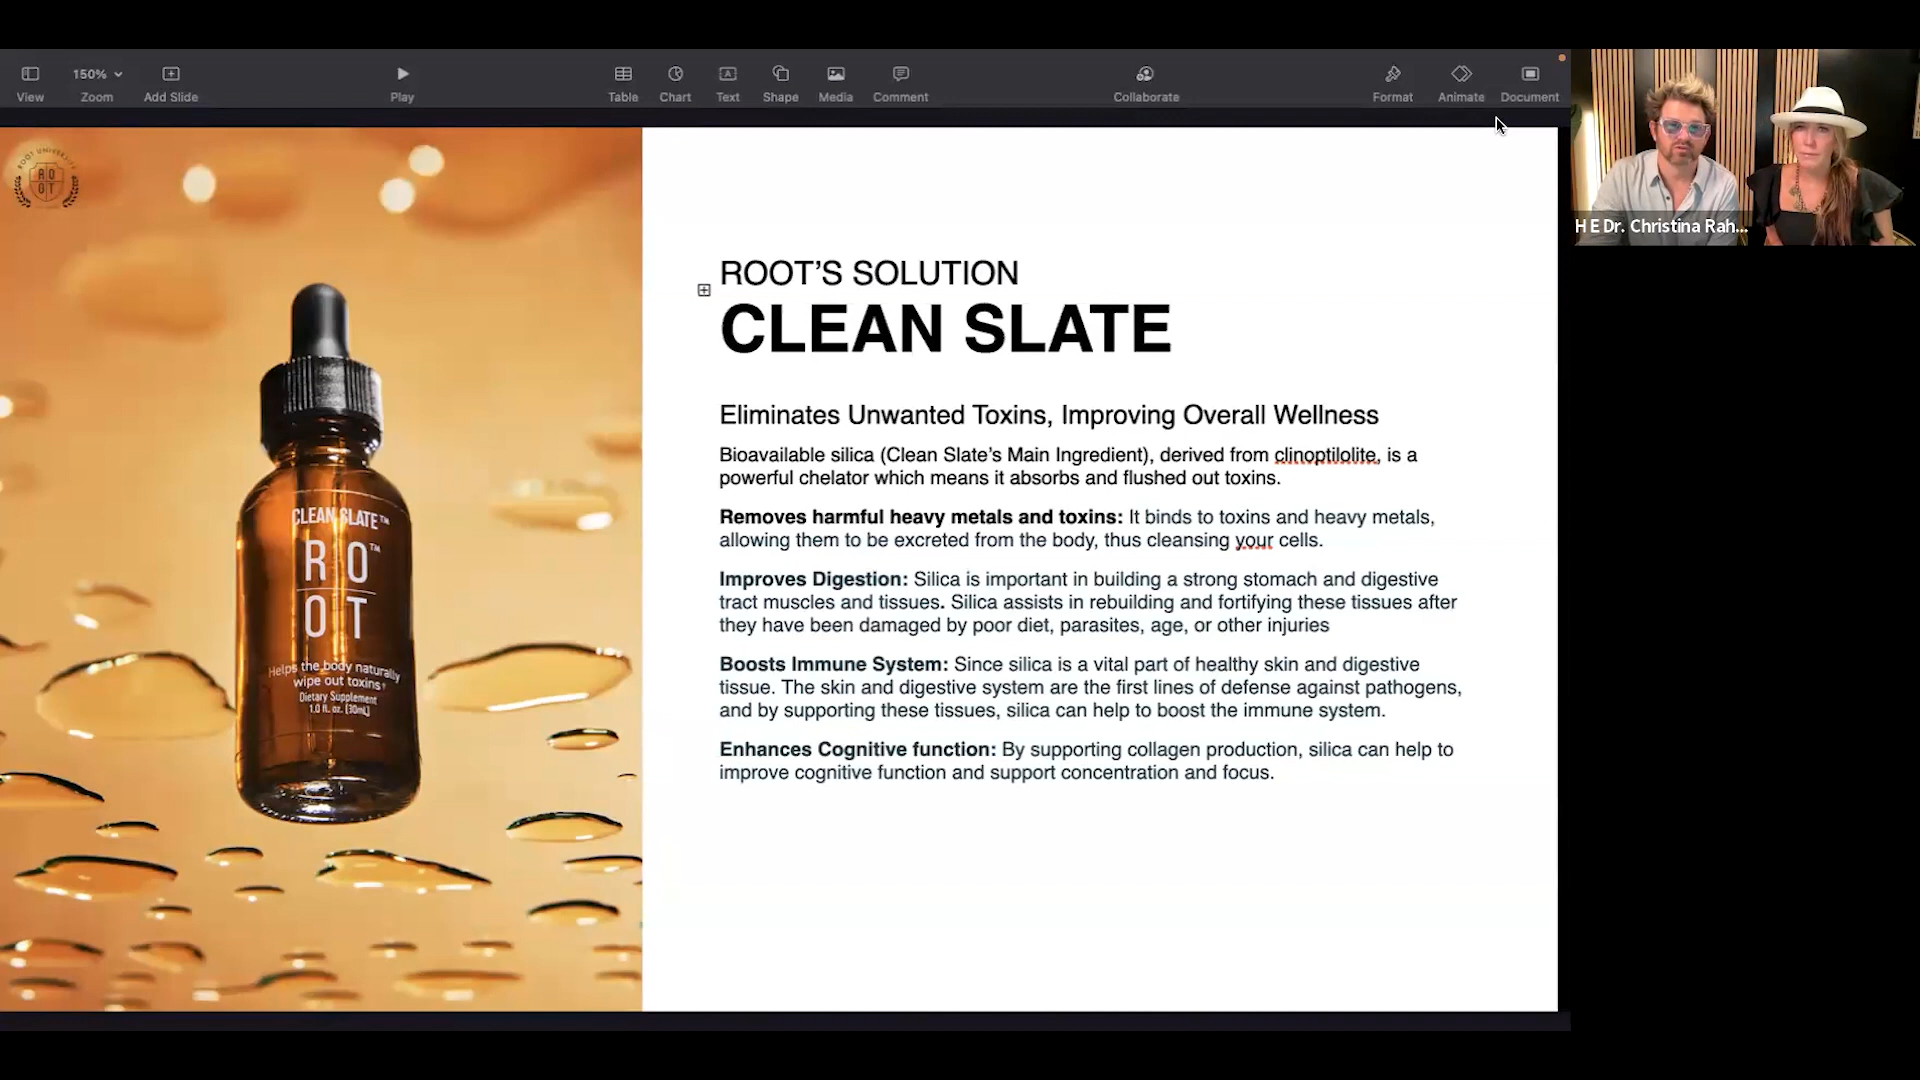 150%
View
Zoom
Add Slide
Play
Table
Chart
Text
Shape
Media
Comment
Collaborate
Format
Animate
Document
H E Dr. Christina Rah...
ROOT UNIVERSITY
RO
OT
ROOT'S SOLUTION
CLEAN SLATE
Eliminates Unwanted Toxins, Improving Overall Wellness
Bioavailable silica (Clean Slate's Main Ingredient), derived from clinoptilolite, is a
powerful chelator which means it absorbs and flushed out toxins.
Removes harmful heavy metals and toxins: It binds to toxins and heavy metals,
allowing them to be excreted from the body, thus cleansing your cells.
Improves Digestion: Silica is important in building a strong stomach and digestive
tract muscles and tissues. Silica assists in rebuilding and fortifying these tissues after
they have been damaged by poor diet, parasites, age, or other injuries
Boosts Immune System: Since silica is a vital part of healthy skin and digestive
tissue. The skin and digestive system are the first lines of defense against pathogens,
and by supporting these tissues, silica can help to boost the immune system.
Enhances Cognitive function: By supporting collagen production, silica can help to
improve cognitive function and support concentration and focus.
CLEAN SLATE™
RO™
OT
Helps the body naturally
wipe out toxins†
Dietary Supplement
1.0 fl. oz. (30mL)